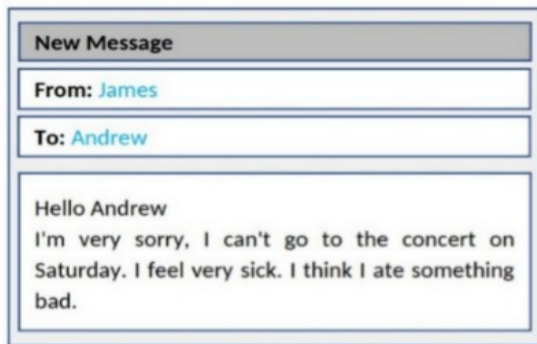 New Message
From: James
To: Andrew
Hello Andrew
I'm very sorry, I can't go to the concert on
Saturday. I feel very sick. I think I ate something
bad.